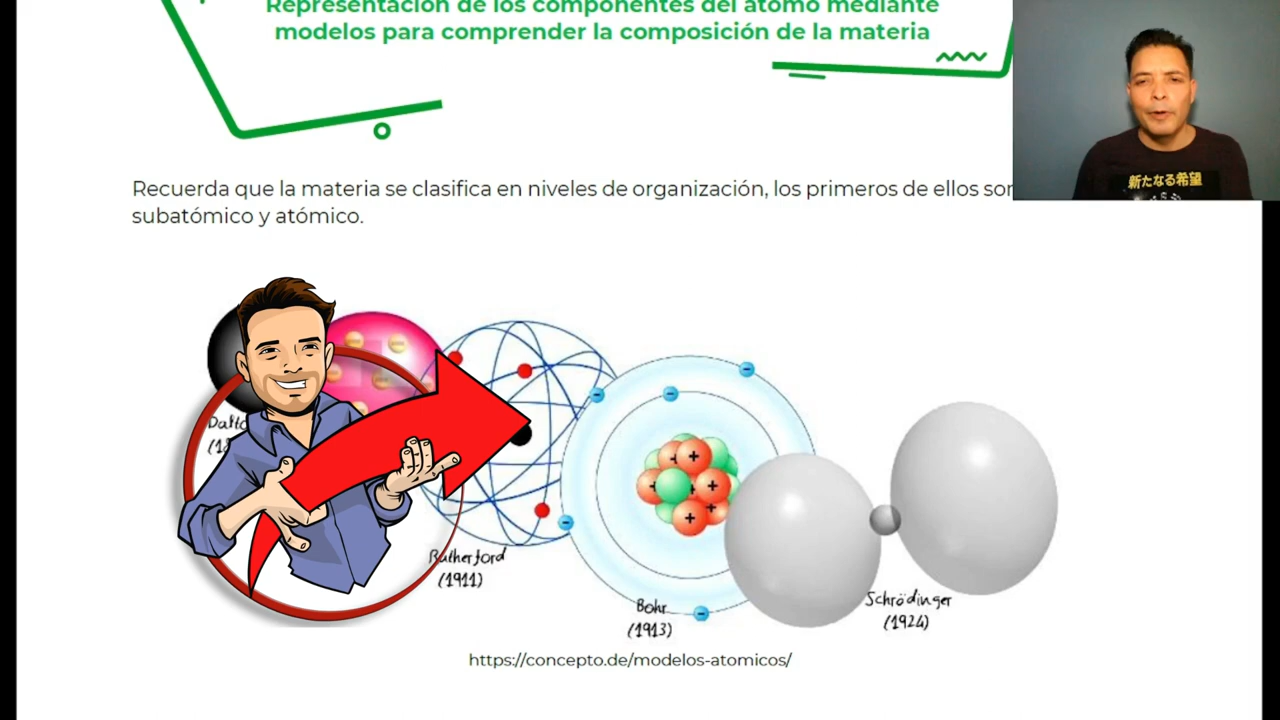 Representación de los componentes del átomo mediante
modelos para comprender la composición de la materia
新たなる希望
Recuerda que la materia se clasifica en niveles de organización, los primeros de ellos son
subatómico y atómico.
Rutherford
(1911)
Bohr
(1913)
Schrödinger
(1924)
https://concepto.de/modelos-atomicos/